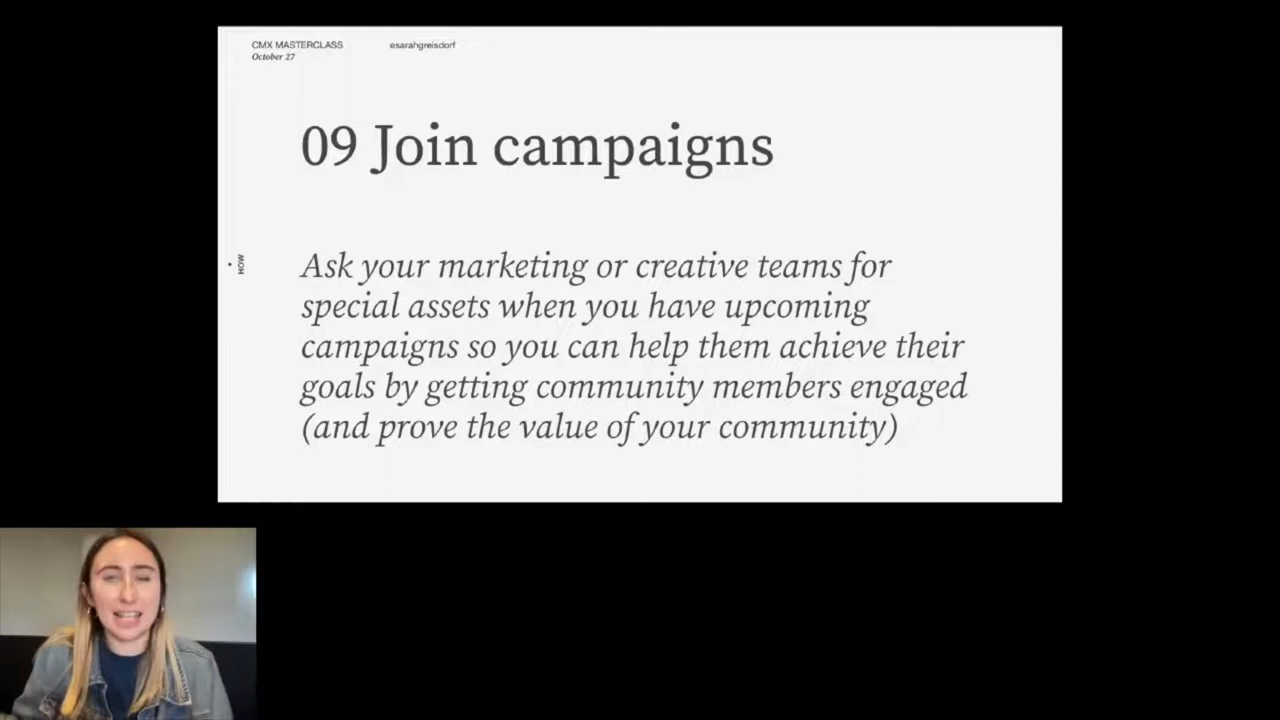 CMX MASTERCLASS
@sarahgreisdorf
October 27
09 Join campaigns
HOW
Ask your marketing or creative teams for
special assets when you have upcoming
campaigns so you can help them achieve their
goals by getting community members engaged
(and prove the value of your community)